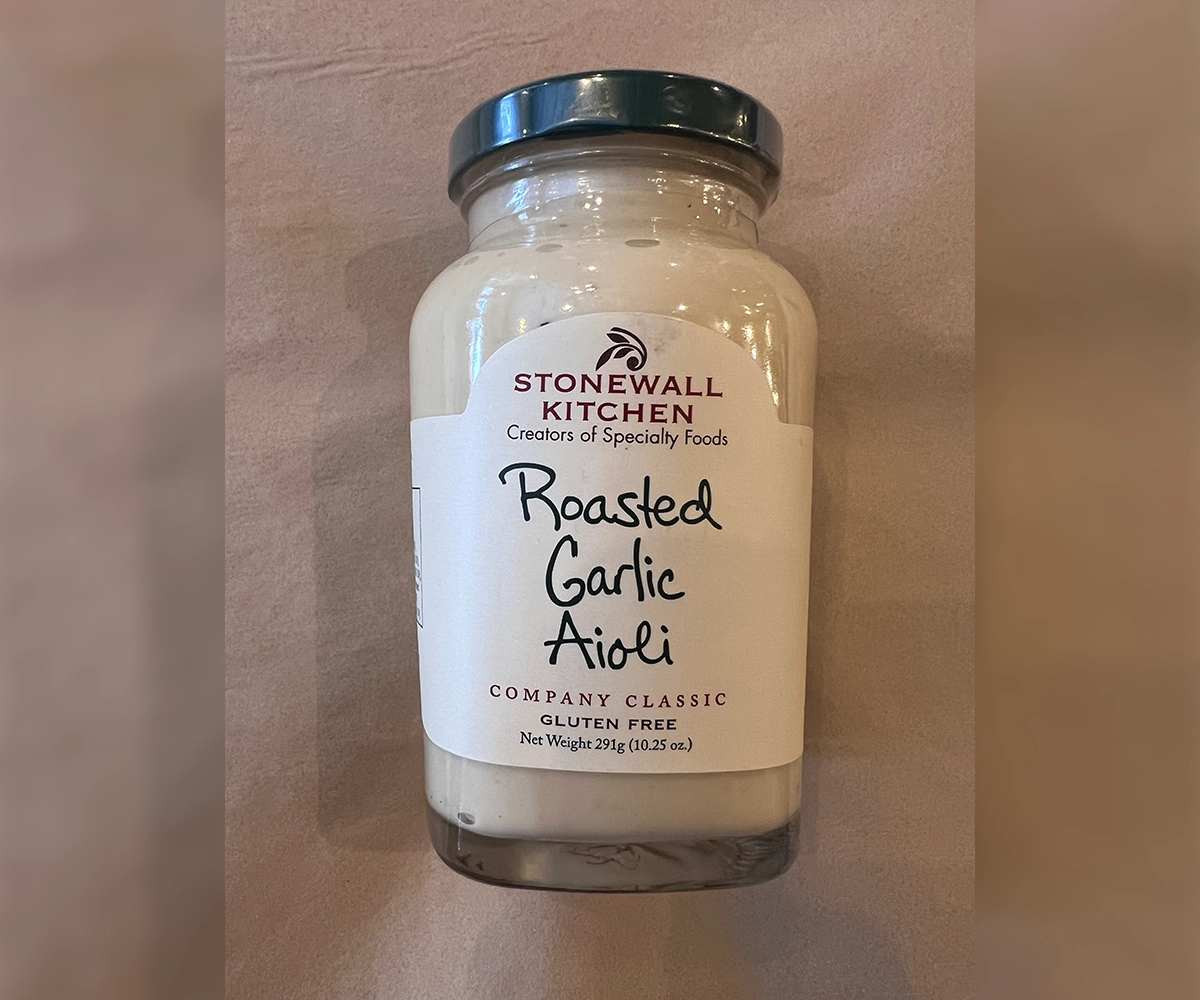 STONEWALL
KITCHEN
Creators of Specialty Foods
Roasted
Garlic
Aioli
COMPANY CLASSIC
GLUTEN FREE
Net Weight 291g (10.25 oz.)